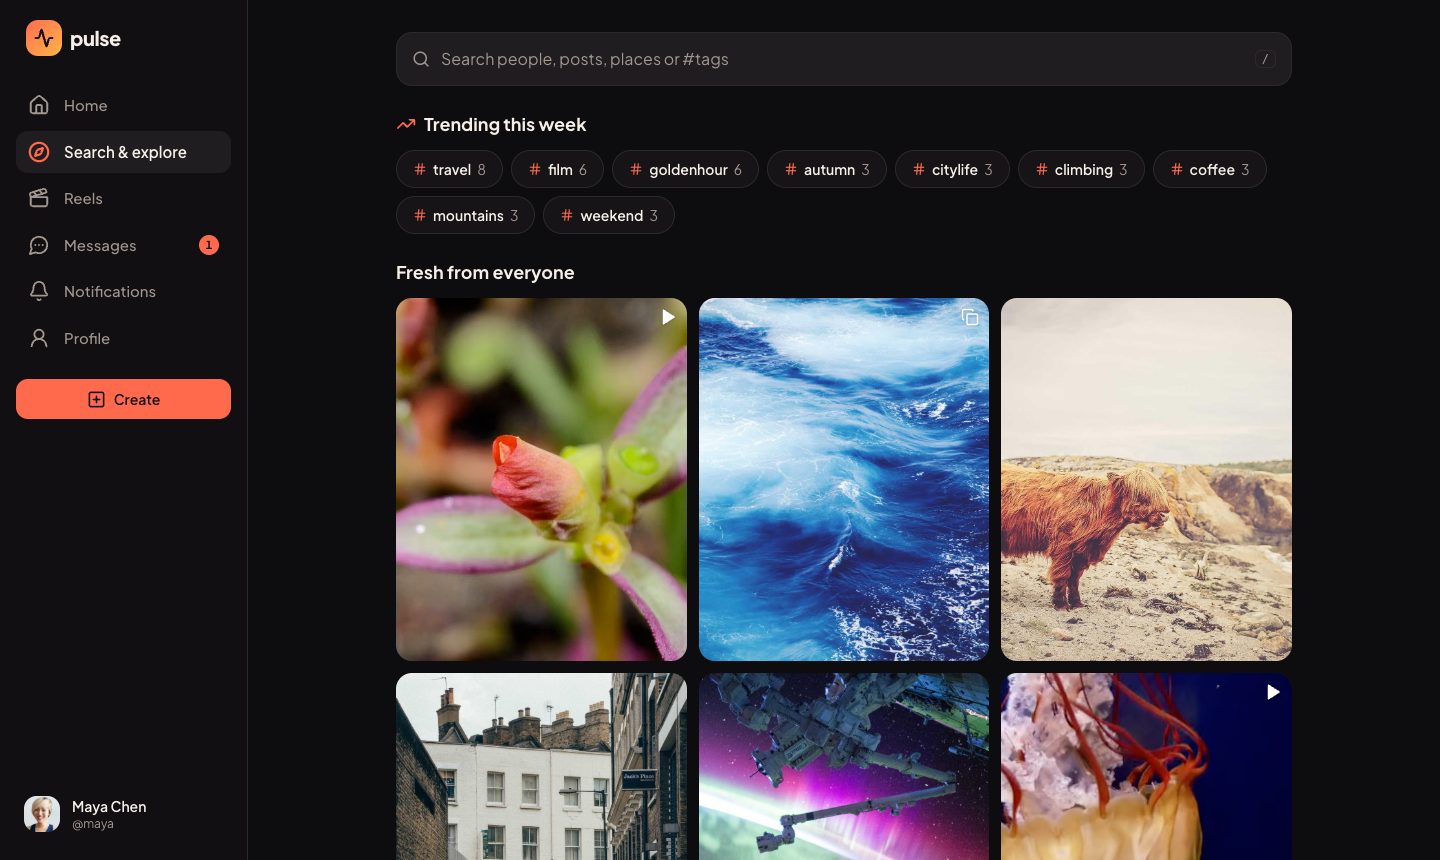 pulse
Home
Search & explore
Reels
Messages 1
Notifications
Profile
Create
Maya Chen
@maya
Search people, posts, places or #tags /
Trending this week
# travel 8 # film 6 # goldenhour 6 # autumn 3 # citylife 3 # climbing 3 # coffee 3
# mountains 3 # weekend 3
Fresh from everyone
Jack's Place